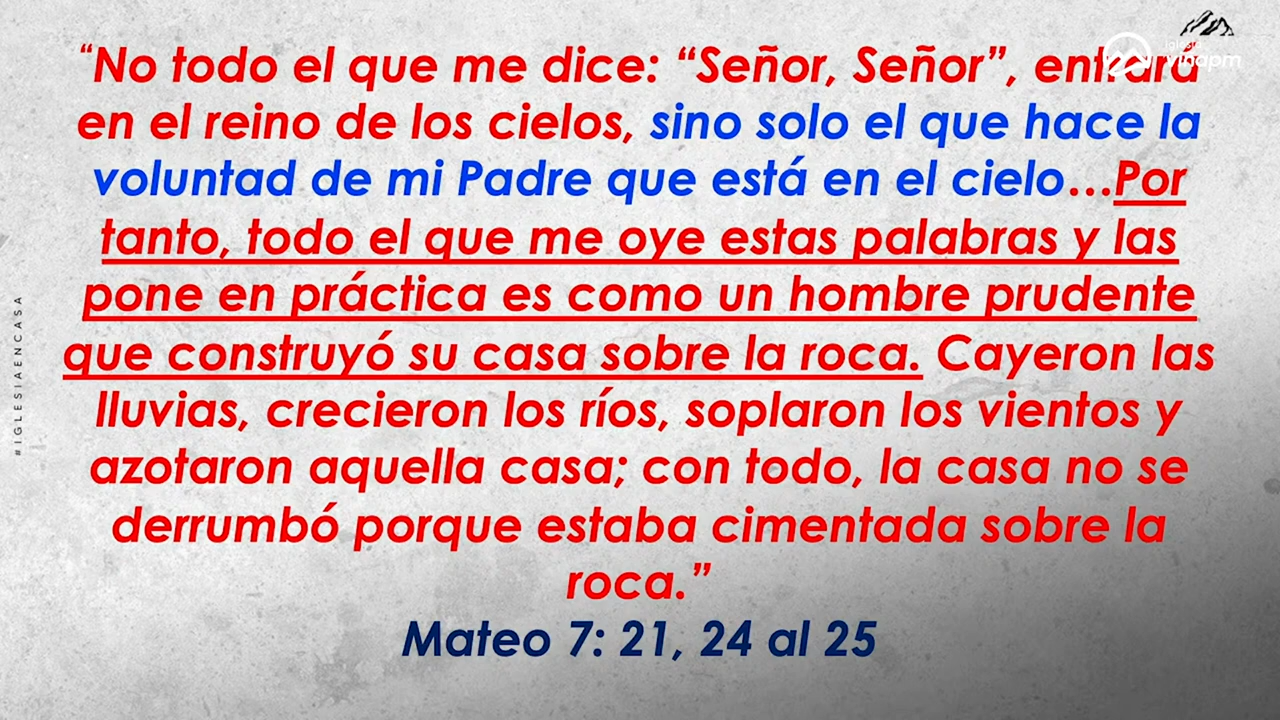 “No todo el que me dice: “Señor, Señor”, entrará
en el reino de los cielos, sino solo el que hace la
voluntad de mi Padre que está en el cielo...Por
tanto, todo el que me oye estas palabras y las
pone en práctica es como un hombre prudente
que construyó su casa sobre la roca. Cayeron las
lluvias, crecieron los ríos, soplaron los vientos y
azotaron aquella casa; con todo, la casa no se
derrumbó porque estaba cimentada sobre la
roca.”
Mateo 7: 21, 24 al 25
#IGLESIAENCASA
Iglesia
viñapm